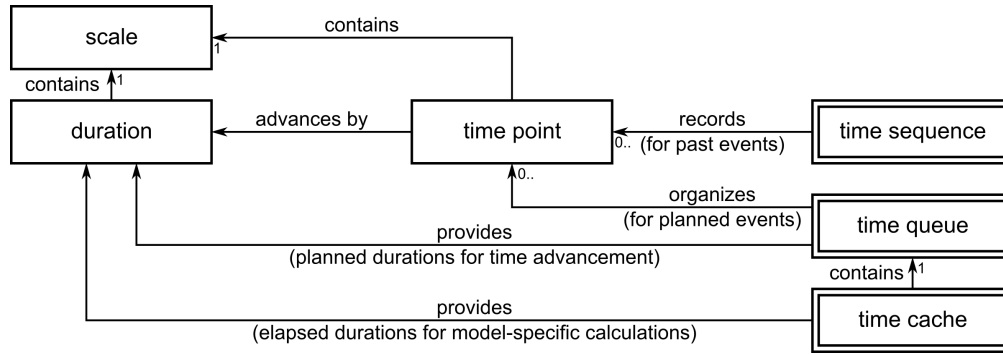 scale
contains
1
contains
1
duration
advances by
time point
records
(for past events)
0..
time sequence
0..
organizes
(for planned events)
time queue
provides
(planned durations for time advancement)
contains
1
provides
(elapsed durations for model-specific calculations)
time cache